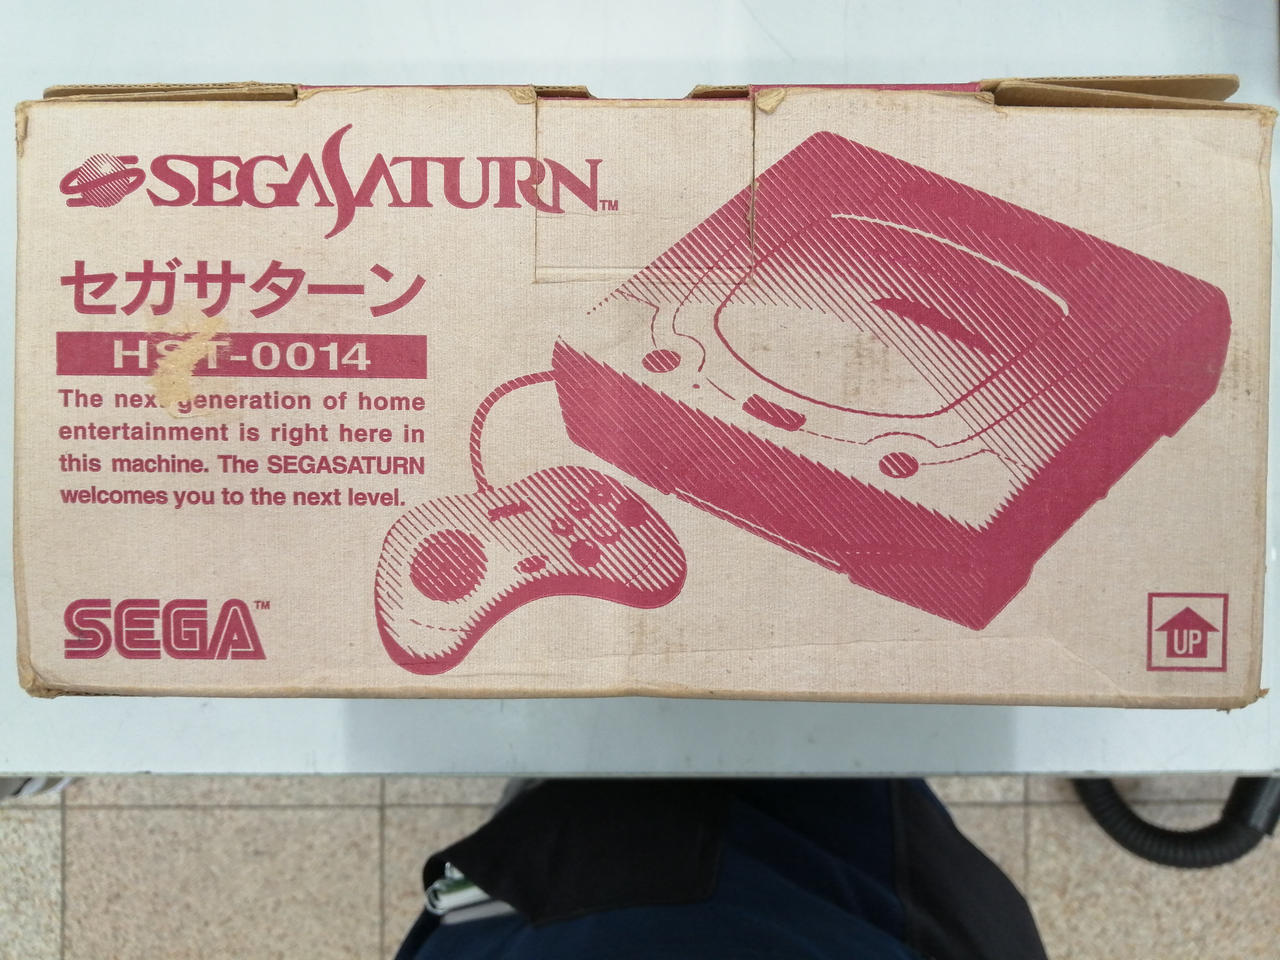 SEGASATURN™
セガサターン
HST-0014
The next generation of home
entertainment is right here in
this machine. The SEGASATURN
welcomes you to the next level.
SEGA™
UP